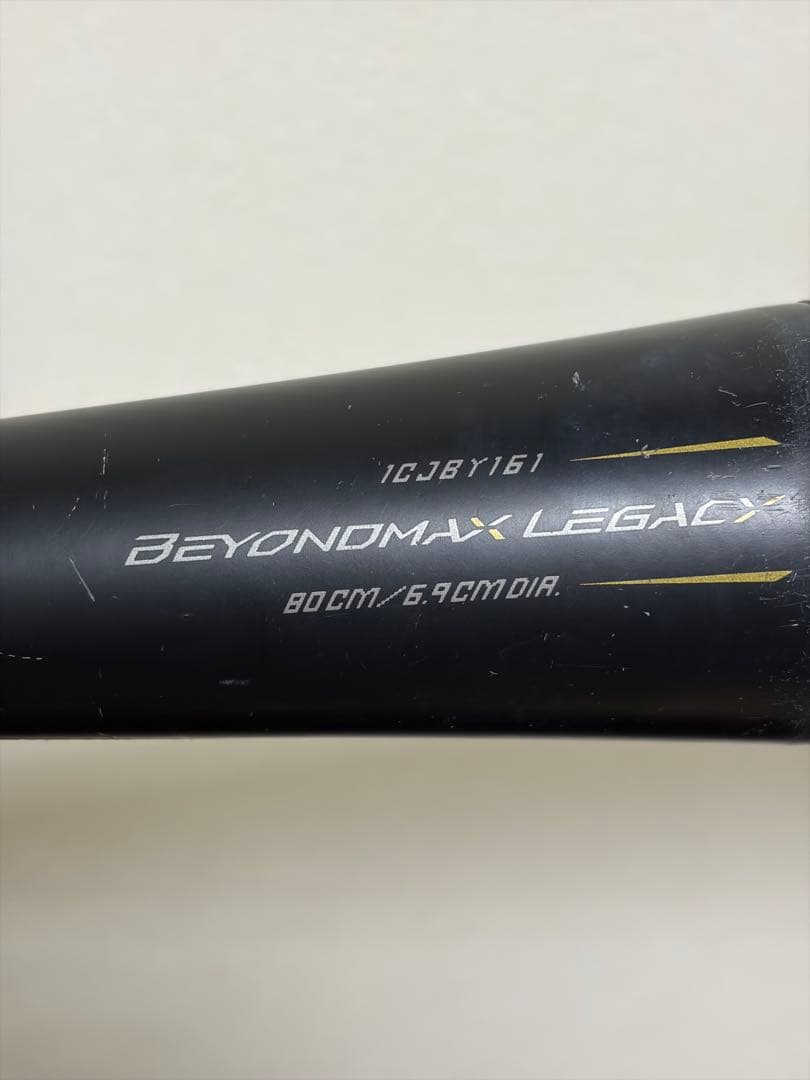 1CJBY161
BEYONDMAX LEGACY
80CM/6.9CM DIA.